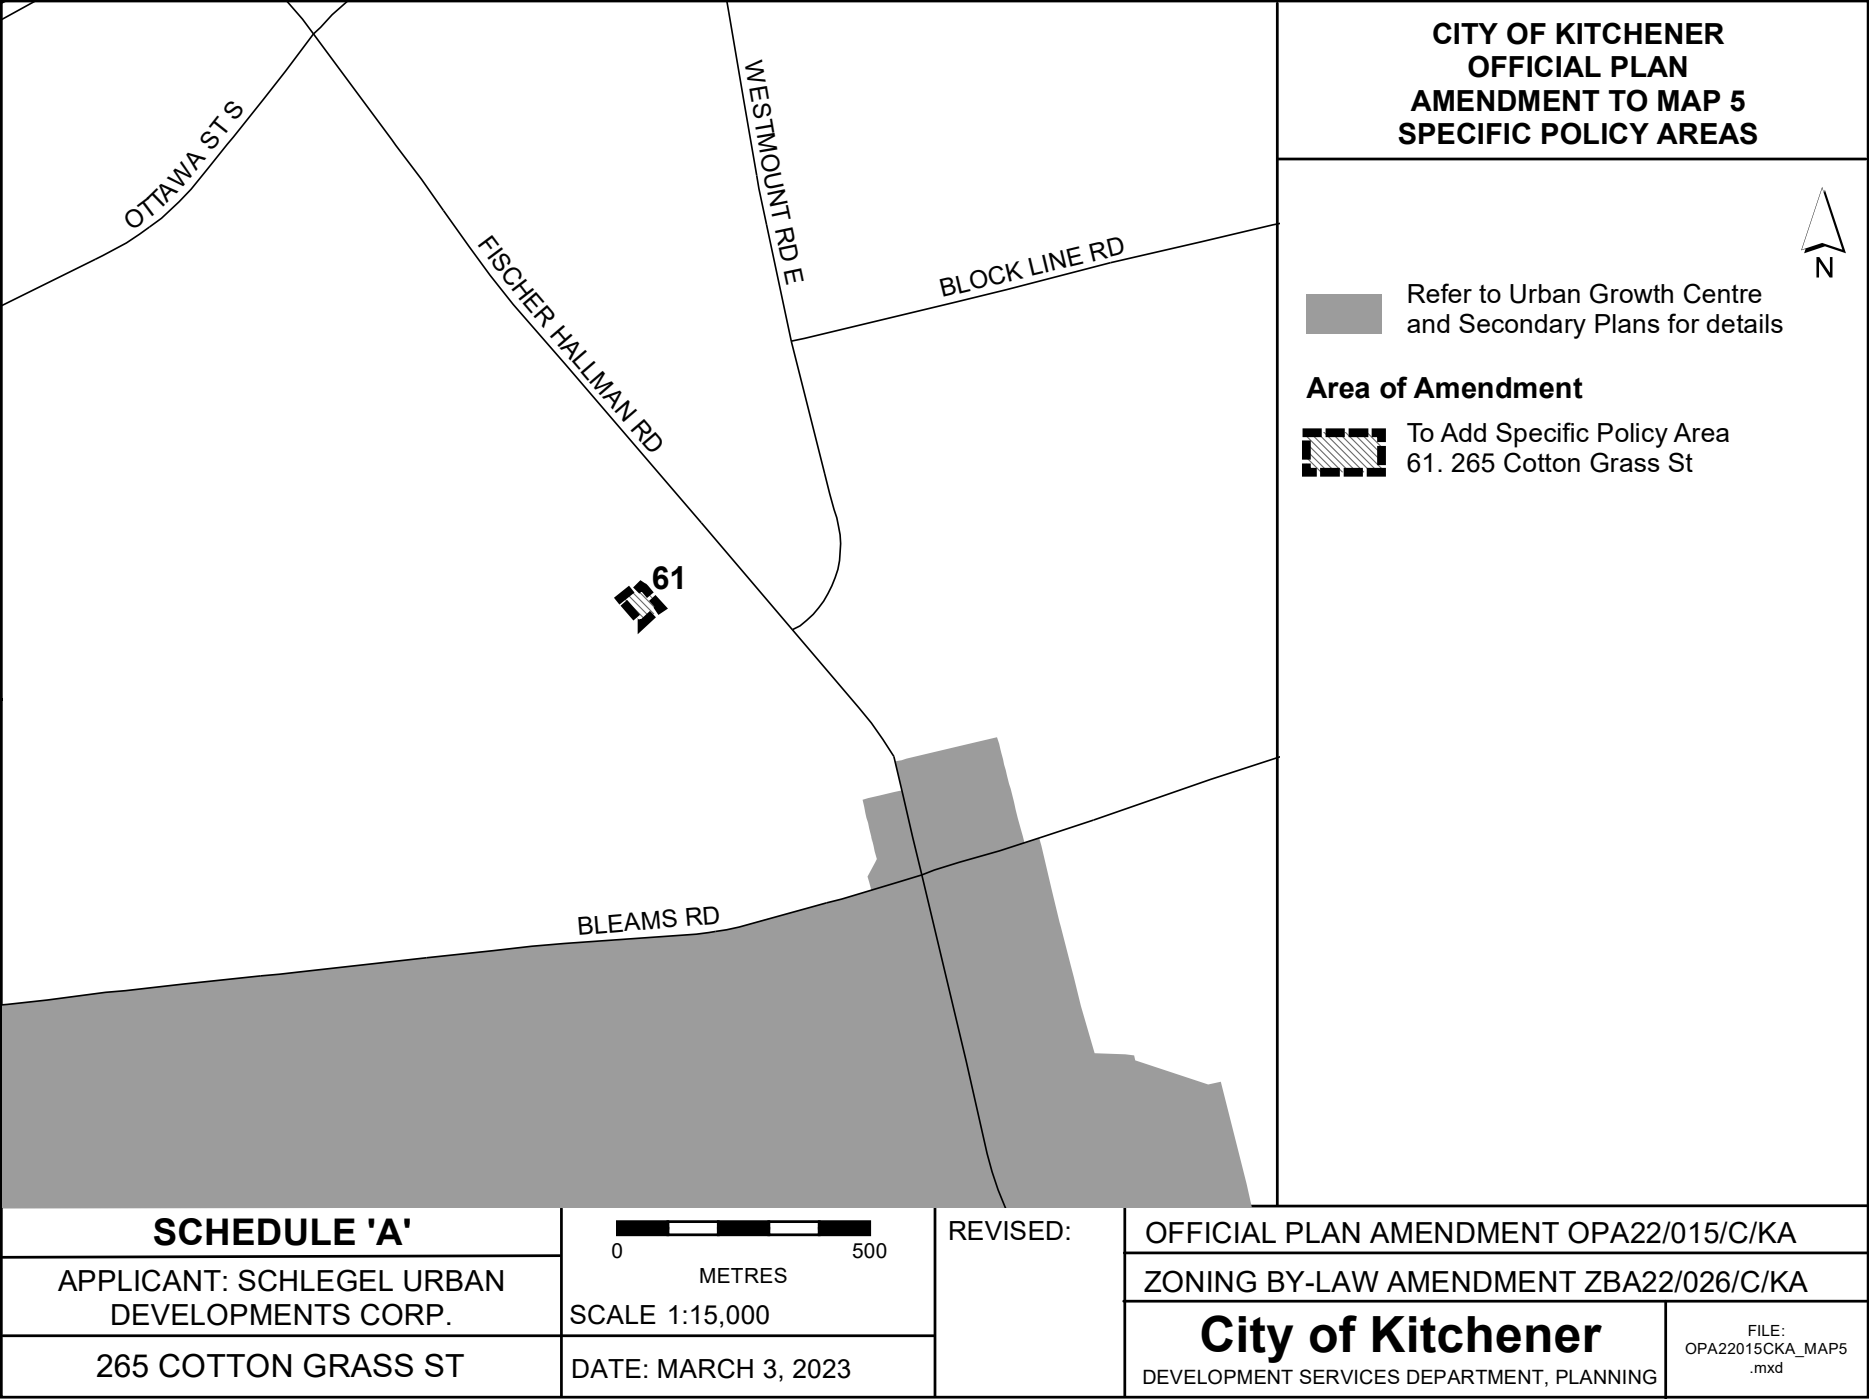 CITY OF KITCHENER
OFFICIAL PLAN
AMENDMENT TO MAP 5
SPECIFIC POLICY AREAS
N
Refer to Urban Growth Centre
and Secondary Plans for details
Area of Amendment
To Add Specific Policy Area
61. 265 Cotton Grass St
OTTAWA ST S
FISCHER HALLMAN RD
WESTMOUNT RD E
BLOCK LINE RD
61
BLEAMS RD
SCHEDULE 'A'
APPLICANT: SCHLEGEL URBAN
DEVELOPMENTS CORP.
265 COTTON GRASS ST
0 500
METRES
SCALE 1:15,000
DATE: MARCH 3, 2023
REVISED:
OFFICIAL PLAN AMENDMENT OPA22/015/C/KA
ZONING BY-LAW AMENDMENT ZBA22/026/C/KA
City of Kitchener
DEVELOPMENT SERVICES DEPARTMENT, PLANNING
FILE:
OPA22015CKA_MAP5
.mxd